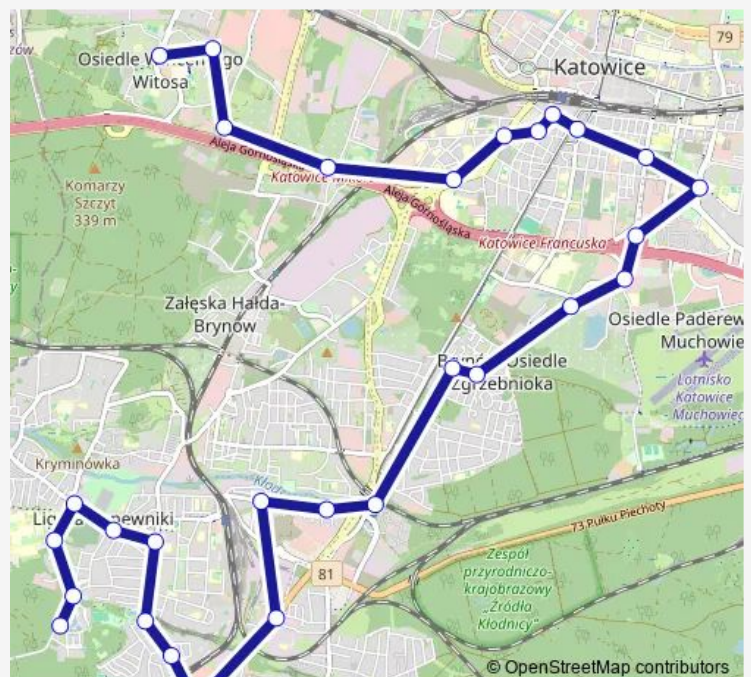 79
Katowice
Osiedle W
go
Witosa
Aleja Górnośląska
Katowice
Komarzy
Szczyt
339 m
Aleja Górnośląska
Katowice Francuska
Załęska Hałda-
Brynów
Osiedle Paderew
Muchowie
Osiedle
Zgrzebnioka
Lotnisko
Katowice
- Muchowiec
Kryminówka
73 Pułku Piechoty
81
Zespół
przyrodniczo-
krajobrazowy
„Źródła
Kłodnicy”
© OpenStreetMap contributors